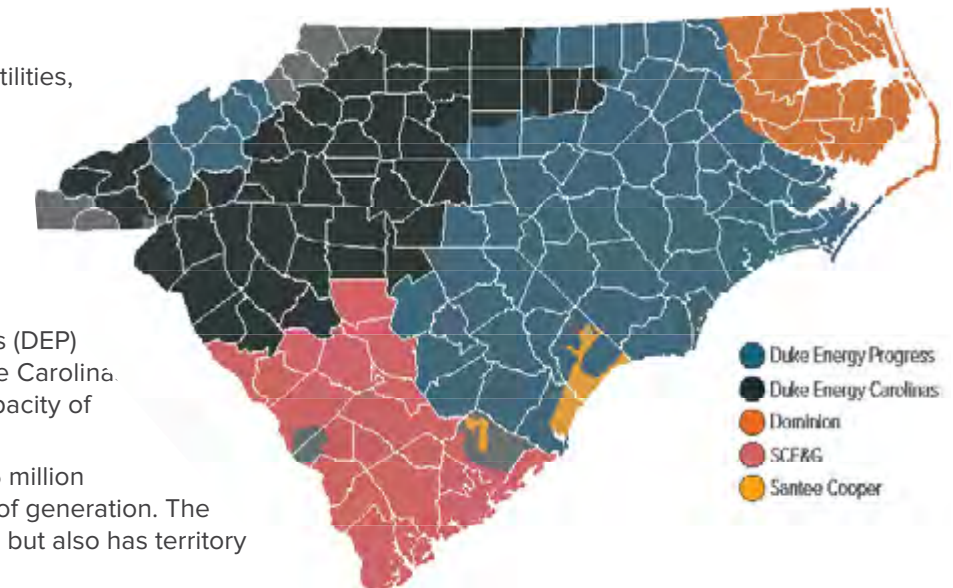 tilities,
s (DEP)
e Carolina
pacity of
million
of generation. The
but also has territory
Duke Energy Progress
Duke Energy Carolinas
Dominion
SCE&G
Santee Cooper